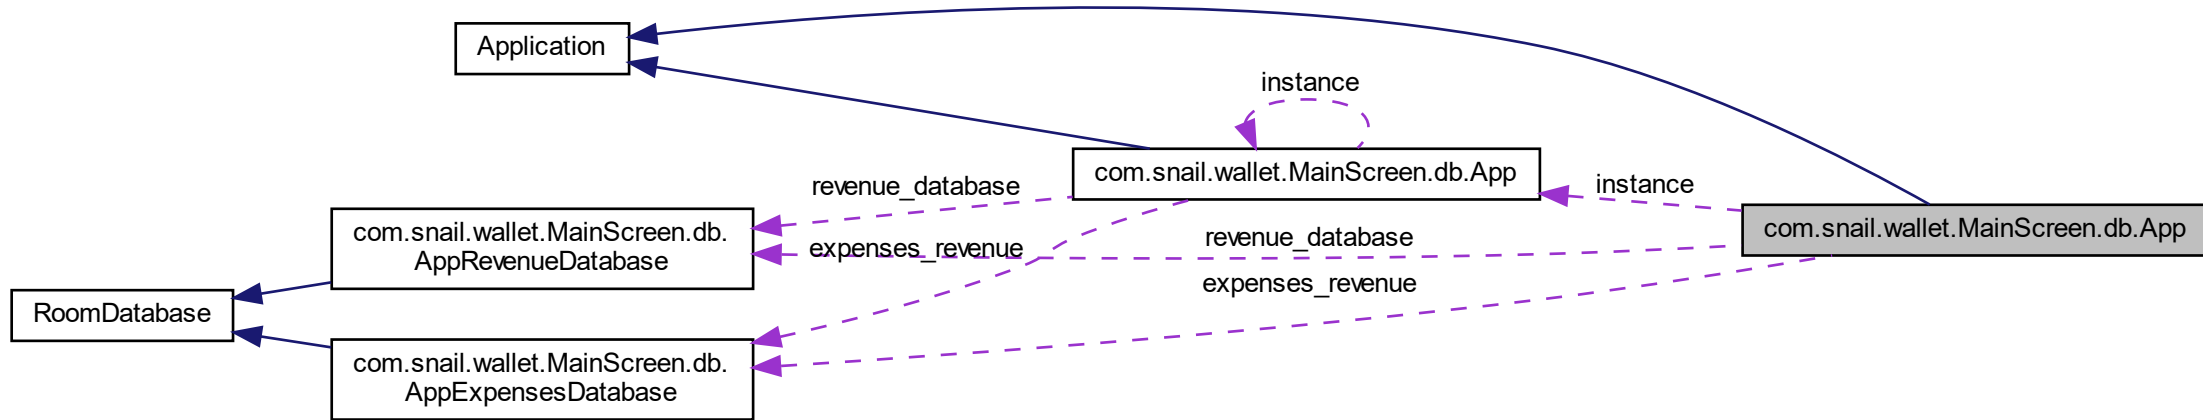 Application
instance
com.snail.wallet.MainScreen.db.App
instance
revenue_database
com.snail.wallet.MainScreen.db.App
com.snail.wallet.MainScreen.db.
AppRevenueDatabase
expenses_revenue
revenue_database
expenses_revenue
RoomDatabase
com.snail.wallet.MainScreen.db.
AppExpensesDatabase